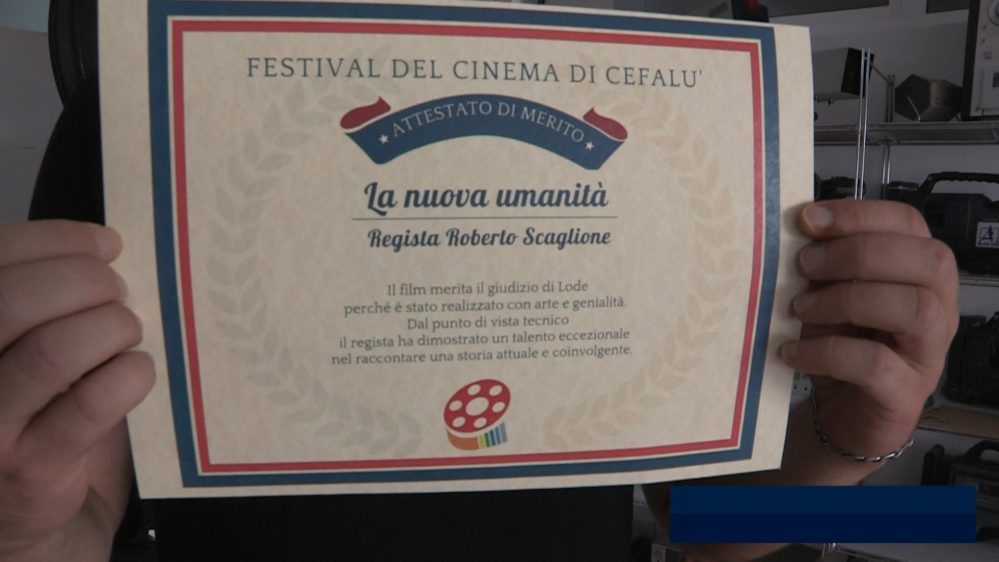 FESTIVAL DEL CINEMA DI CEFALU'
ATTESTATO DI MERITO
La nuova umanità
Regista Roberto Scaglione
Il film merita il giudizio di Lode
perché è stato realizzato con arte e genialità.
Dal punto di vista tecnico
il regista ha dimostrato un talento eccezionale
nel raccontare una storia attuale e coinvolgente.